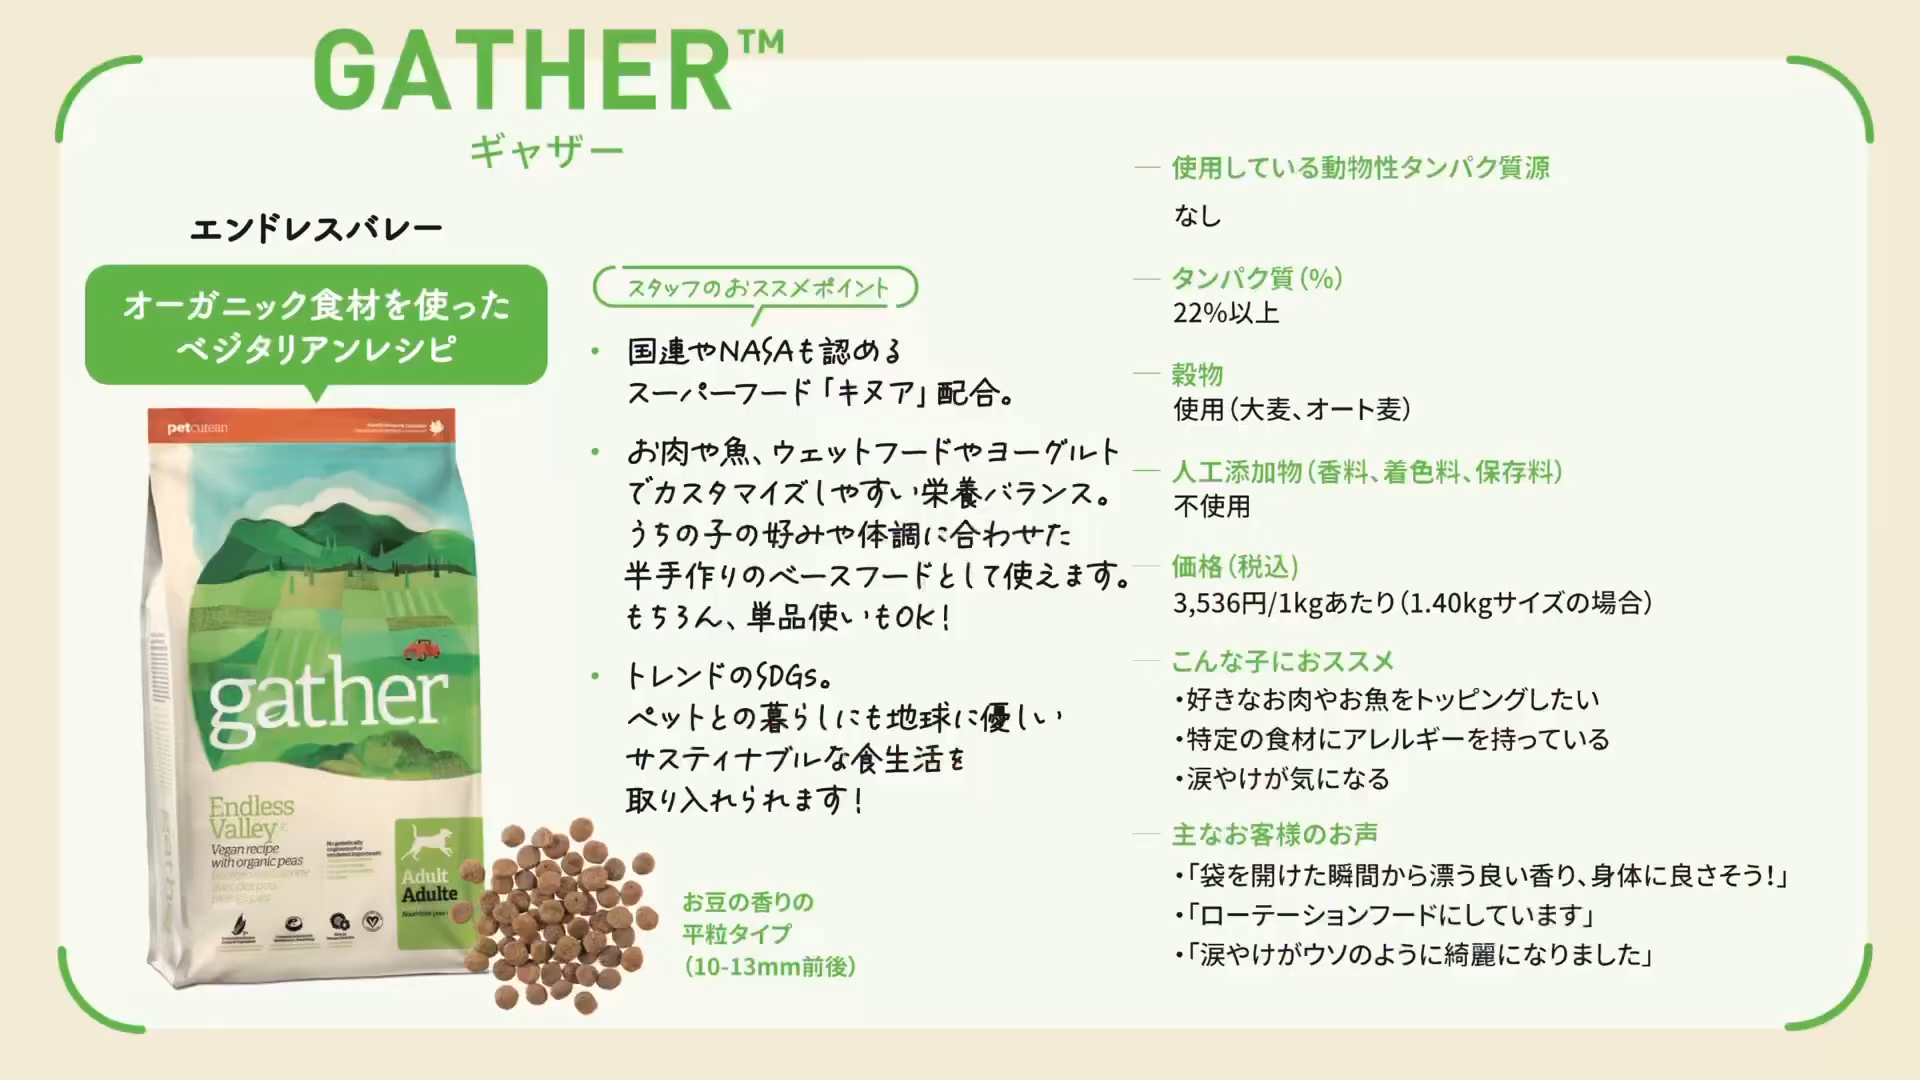 GATHER™
ギャザー
エンドレスバレー
オーガニック食材を使った
ベジタリアンレシピ
petcurean
gather
Endless
Valley
Vegan recipe
with organic peas
Adult
Adulte
スタッフのおススメポイント
• 国連やNASAも認める
スーパーフード「キヌア」配合。
• お肉や魚、ウェットフードやヨーグルト
でカスタマイズしやすい栄養バランス。
うちの子の好みや体調に合わせた
半手作りのベースフードとして使えます。
もちろん、単品使いもOK!
• トレンドのSDGs。
ペットとの暮らしにも地球に優しい
サスティナブルな食生活を
取り入れられます!
お豆の香りの
平粒タイプ
(10-13mm前後)
使用している動物性タンパク質源
なし
タンパク質(%)
22%以上
穀物
使用(大麦、オート麦)
人工添加物(香料、着色料、保存料)
不使用
価格(税込)
3,536円/1kgあたり(1.40kgサイズの場合)
こんな子におススメ
・好きなお肉やお魚をトッピングしたい
・特定の食材にアレルギーを持っている
・涙やけが気になる
主なお客様のお声
・「袋を開けた瞬間から漂う良い香り、身体に良さそう!」
・「ローテーションフードにしています」
・「涙やけがウソのように綺麗になりました」